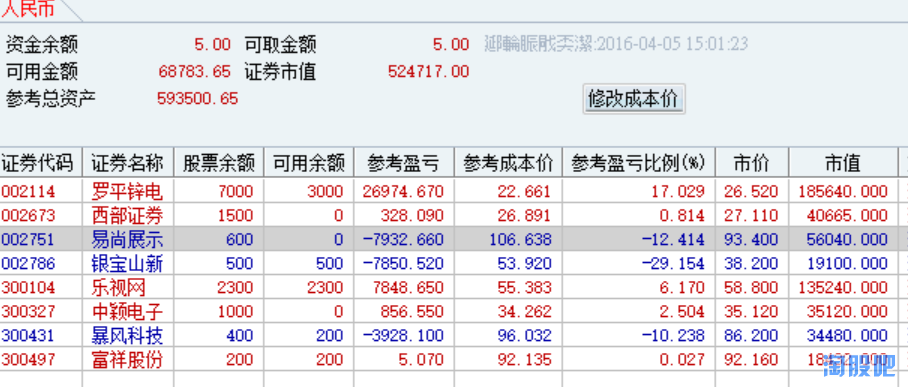 人民币
资金余额 5.00 可取金额 5.00 :2016-04-05 15:01:23
可用金额 68783.65 证券市值 524717.00
参考总资产 593500.65
修改成本价
证券代码 证券名称 股票余额 可用余额 参考盈亏 参考成本价 参考盈亏比例(%) 市价 市值
002114 罗平锌电 7000 3000 26974.670 22.661 17.029 26.520 185640.000
002673 西部证券 1500 0 328.090 26.891 0.814 27.110 40665.000
002751 易尚展示 600 0 -7932.660 106.638 -12.414 93.400 56040.000
002786 银宝山新 500 500 -7850.520 53.920 -29.154 38.200 19100.000
300104 乐视网 2300 2300 7848.650 55.383 6.170 58.800 135240.000
300327 中颖电子 1000 0 856.550 34.262 2.504 35.120 35120.000
300431 暴风科技 400 200 -3928.100 96.032 -10.238 86.200 34480.000
300497 富祥股份 200 200 5.070 92.135 0.027 92.160
淘股吧